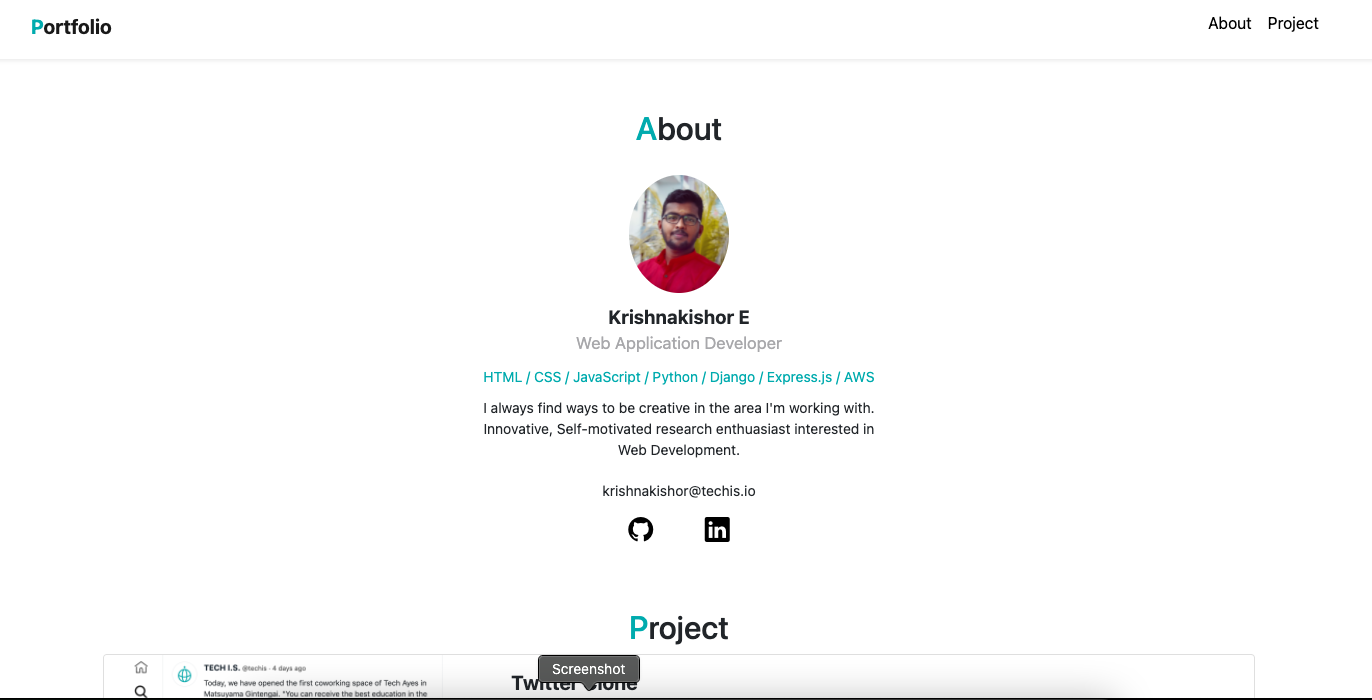 Portfolio
About Project
About
Krishnakishor E
Web Application Developer
HTML / CSS / JavaScript / Python / Django / Express.js / AWS
I always find ways to be creative in the area I'm working with.
Innovative, Self-motivated research enthuasiast interested in
Web Development.
krishnakishor@techis.io
in
Project
TECH I.S. @techis · 4 days ago
Today, we have opened the first coworking space of Tech Ayes in
Matsuyama Gintengai. "You can receive the best education in the
Screenshot
Twitter Clone